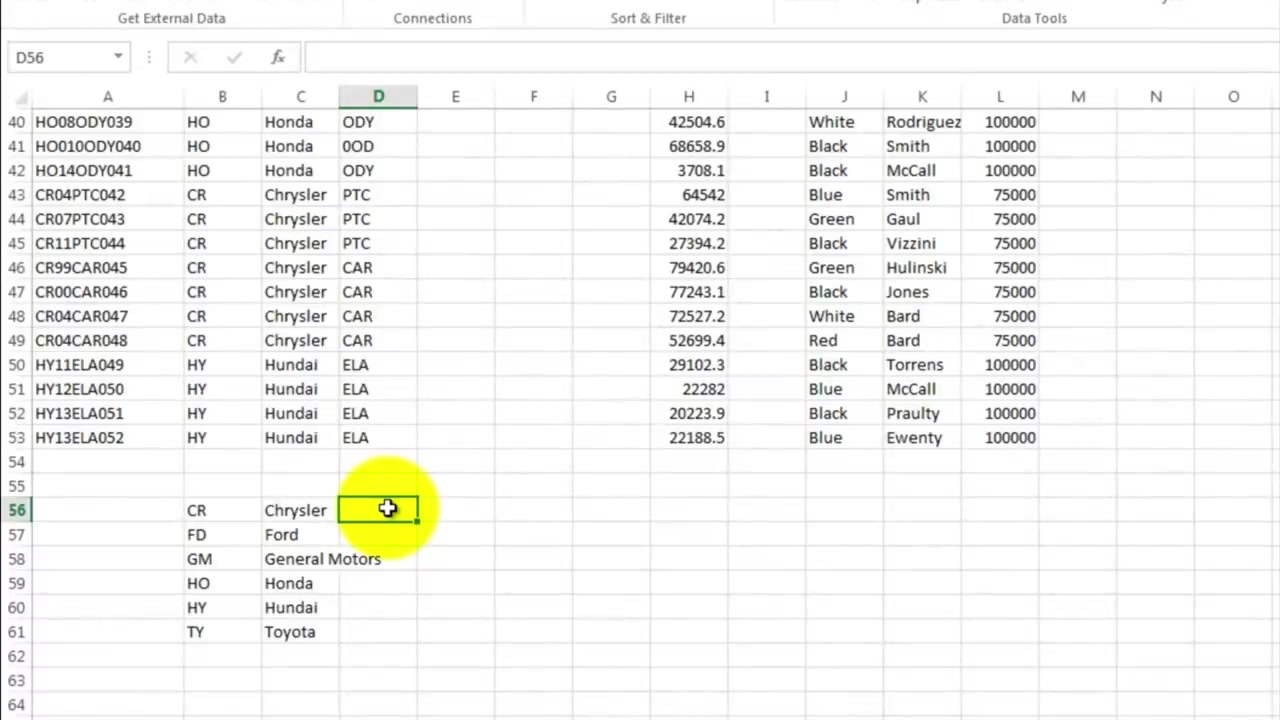 Get External Data Connections Sort & Filter Data Tools
D56 fx
A B C D E F G H I J K L M N O
40 HO08ODY039 HO Honda ODY 42504.6 White Rodriguez 100000
41 HO010ODY040 HO Honda 0OD 68658.9 Black Smith 100000
42 HO14ODY041 HO Honda ODY 3708.1 Black McCall 100000
43 CR04PTC042 CR Chrysler PTC 64542 Blue Smith 75000
44 CR07PTC043 CR Chrysler PTC 42074.2 Green Gaul 75000
45 CR11PTC044 CR Chrysler PTC 27394.2 Black Vizzini 75000
46 CR99CAR045 CR Chrysler CAR 79420.6 Green Hulinski 75000
47 CR00CAR046 CR Chrysler CAR 77243.1 Black Jones 75000
48 CR04CAR047 CR Chrysler CAR 72527.2 White Bard 75000
49 CR04CAR048 CR Chrysler CAR 52699.4 Red Bard 75000
50 HY11ELA049 HY Hundai ELA 29102.3 Black Torrens 100000
51 HY12ELA050 HY Hundai ELA 22282 Blue McCall 100000
52 HY13ELA051 HY Hundai ELA 20223.9 Black Praulty 100000
53 HY13ELA052 HY Hundai ELA 22188.5 Blue Ewenty 100000
54
55
56 CR Chrysler
57 FD Ford
58 GM General Motors
59 HO Honda
60 HY Hundai
61 TY Toyota
62
63
64